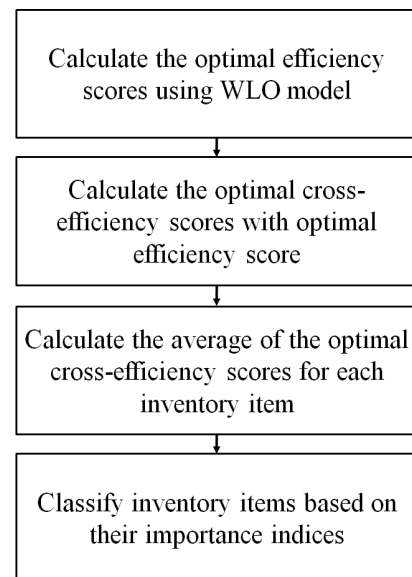 Calculate the optimal efficiency
scores using WLO model
Calculate the optimal cross-
efficiency scores with optimal
efficiency score
Calculate the average of the optimal
cross-efficiency scores for each
inventory item
Classify inventory items based on
their importance indices